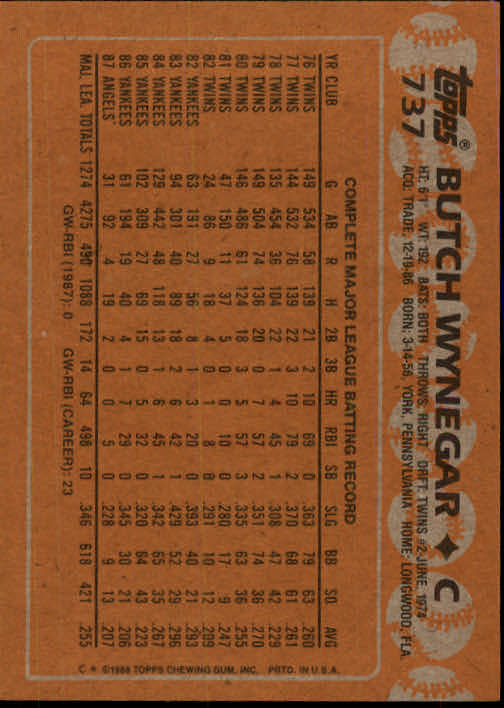 topps®
737 BUTCH WYNEGAR ✦ C
HT: 6'1" WT: 192 BATS: BOTH THROWS: RIGHT DRAFT: TWINS #2-JUNE, 1974
ACQ: TRADE, 12-19-86 BORN: 3-14-56, YORK, PENNSYLVANIA HOME: LONGWOOD, FLA.
COMPLETE MAJOR LEAGUE BATTING RECORD
YR CLUB G AB R H 2B 3B HR RBI SB SLG BB SO AVG
76 TWINS 149 534 58 139 21 2 10 69 0 .363 79 63 .260
77 TWINS 144 532 76 139 22 3 10 79 2 .370 68 61 .261
78 TWINS 135 454 36 104 22 1 4 45 1 .308 47 42 .229
79 TWINS 149 504 74 136 20 0 7 57 2 .351 74 36 .270
80 TWINS 146 486 61 124 18 3 5 57 3 .335 63 36 .255
81 TWINS 47 150 11 37 5 0 0 10 0 .280 17 9 .247
82 TWINS 24 86 9 18 4 0 1 8 0 .291 10 12 .209
82 YANKEES 63 191 27 56 8 1 3 20 0 .393 40 21 .293
83 YANKEES 94 301 40 89 18 2 6 42 1 .429 52 29 .296
84 YANKEES 129 442 48 118 13 1 6 45 1 .342 65 35 .267
85 YANKEES 102 309 27 69 15 0 5 32 0 .320 64 43 .223
86 YANKEES 61 194 19 40 4 1 7 29 0 .345 30 21 .206
87 ANGELS 31 92 4 19 2 0 0 5 0 .228 9 13 .207
MAJ. LEA. TOTALS 1274 4275 490 1088 172 14 64 498 10 .346 618 421 .255
GW-RBI (1987): 0 GW-RBI (CAREER): 23
C * ©1988 TOPPS CHEWING GUM, INC. PRTD. IN U.S.A.